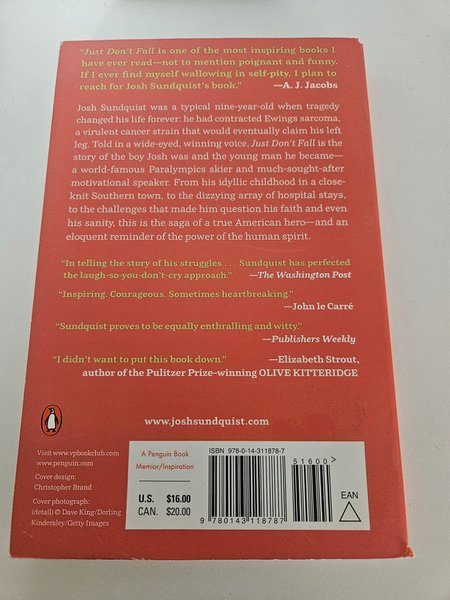 "Just Don't Fall is one of the most inspiring books I
have ever read—not to mention poignant and funny.
If I ever find myself wallowing in self-pity, I plan to
reach for Josh Sundquist's book." —A. J. Jacobs
Josh Sundquist was a typical nine-year-old when tragedy
changed his life forever: he had contracted Ewings sarcoma,
a virulent cancer strain that would eventually claim his left
leg. Told in a wide-eyed, winning voice, Just Don't Fall is the
story of the boy Josh was and the young man he became—
a world-famous Paralympics skier and much-sought-after
motivational speaker. From his idyllic childhood in a close-
knit Southern town, to the dizzying array of hospital stays,
to the challenges that made him question his faith and even
his sanity, this is the saga of a true American hero—and an
eloquent reminder of the power of the human spirit.
"In telling the story of his struggles . . . Sundquist has perfected
the laugh-so-you-don't-cry approach." —The Washington Post
"Inspiring. Courageous. Sometimes heartbreaking."
—John le Carré
"Sundquist proves to be equally enthralling and witty."
—Publishers Weekly
"I didn't want to put this book down." —Elizabeth Strout,
author of the Pulitzer Prize–winning OLIVE KITTERIDGE
www.joshsundquist.com
Visit www.vpbookclub.com
www.penguin.com
Cover design:
Christopher Brand
Cover photograph:
(detail) © Dave King/Dorling
Kindersley/Getty Images
A Penguin Book
Memior/Inspiration
U.S. $16.00
CAN. $20.00
ISBN 978-0-14-311878-7
51600>
9 780143 118787
EAN